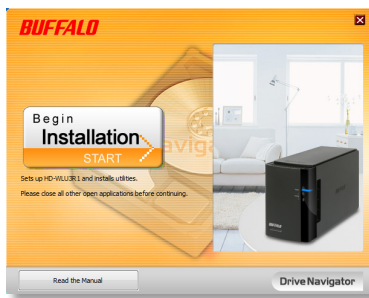 BUFFALO
Begin
Installation
START
Sets up HD-WLU3R1 and installs utilities.
Please close all other open applications before continuing.
Read the Manual
DriveNavigator